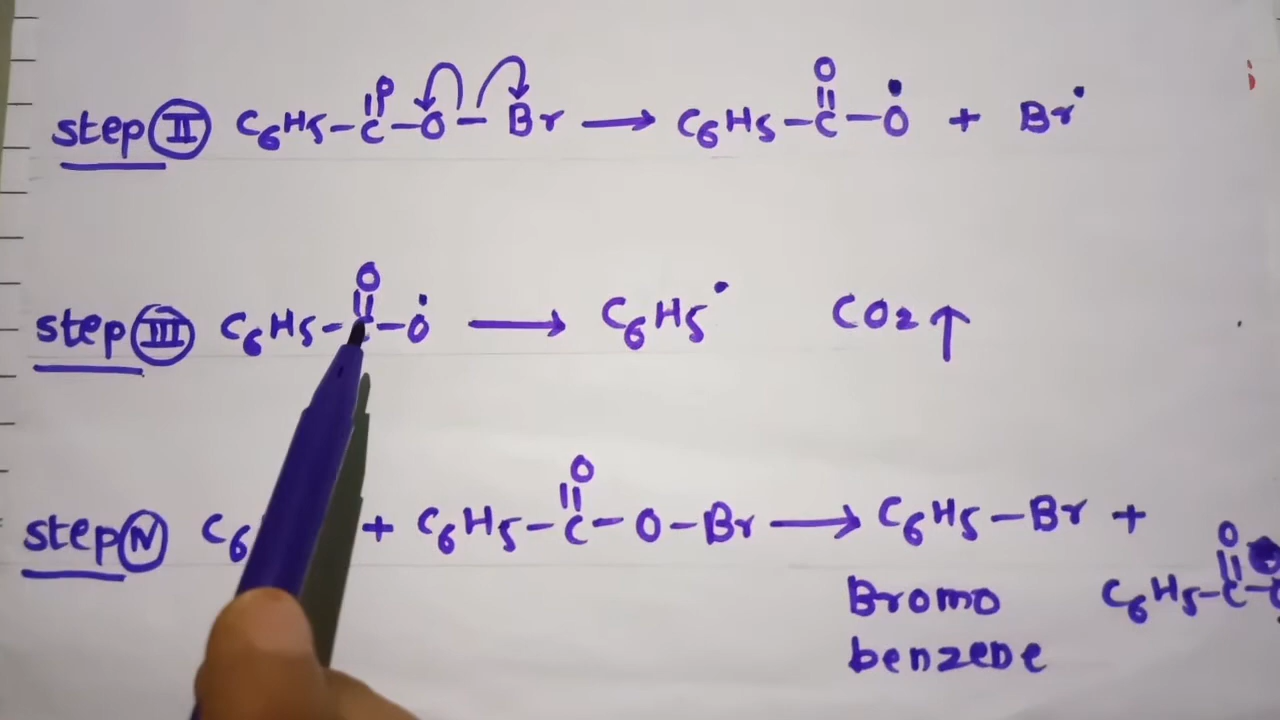 step II C6H5-C-O-Br → C6H5-C-O + Br•
O
O •
step III C6H5-C-O → C6H5• CO2↑
O •
step IV C6 + C6H5-C-O-Br → C6H5-Br +
O
Bromo
benzene
O
C6H5-C-